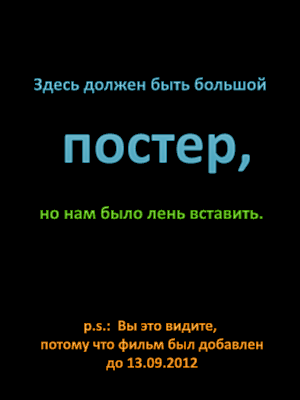 Здесь должен быть большой
постер,
но нам было лень вставить.
p.s.: Вы это видите,
потому что фильм был добавлен
до 13.09.2012